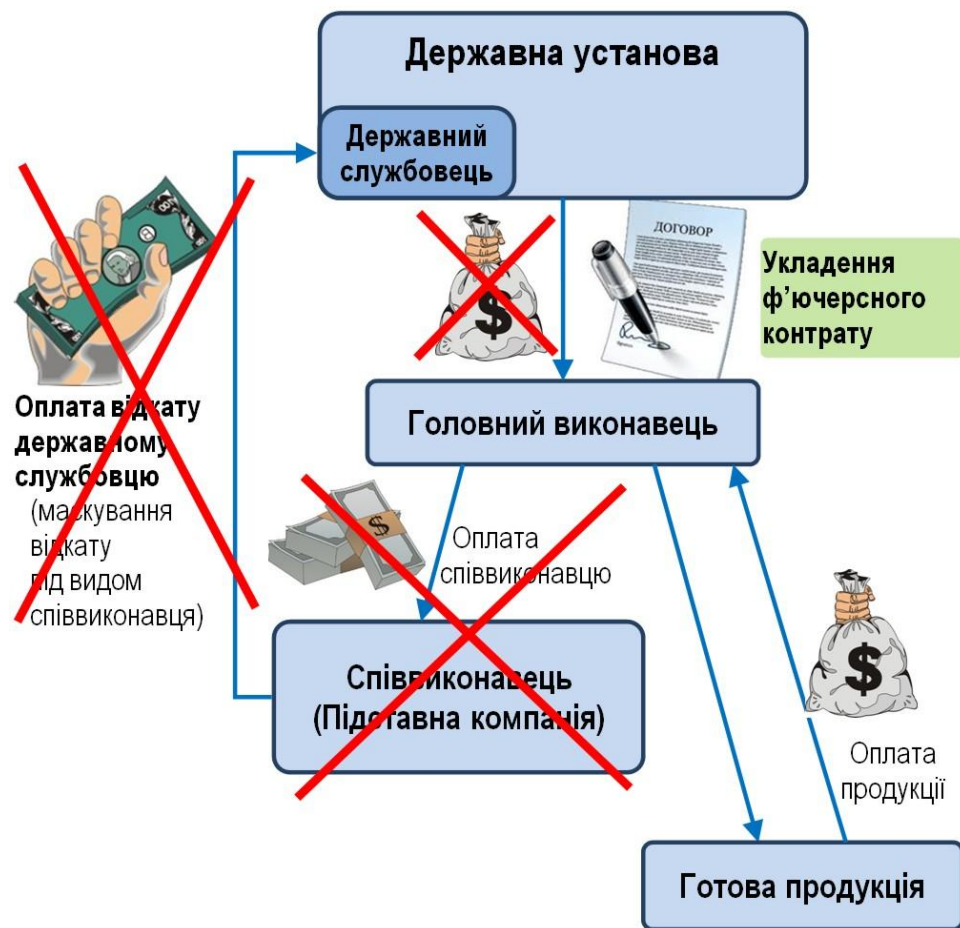 Державна установа
Державний
службовець
ДОГОВОР
Укладення
ф’ючерсного
контрату
Оплата відкату
державному
службовцю
(маскування
відкату
під видом
співвиконавця)
Головний виконавець
Оплата
співвиконавцю
Співвиконавець
(Підставна компанія)
Оплата
продукції
Готова продукція